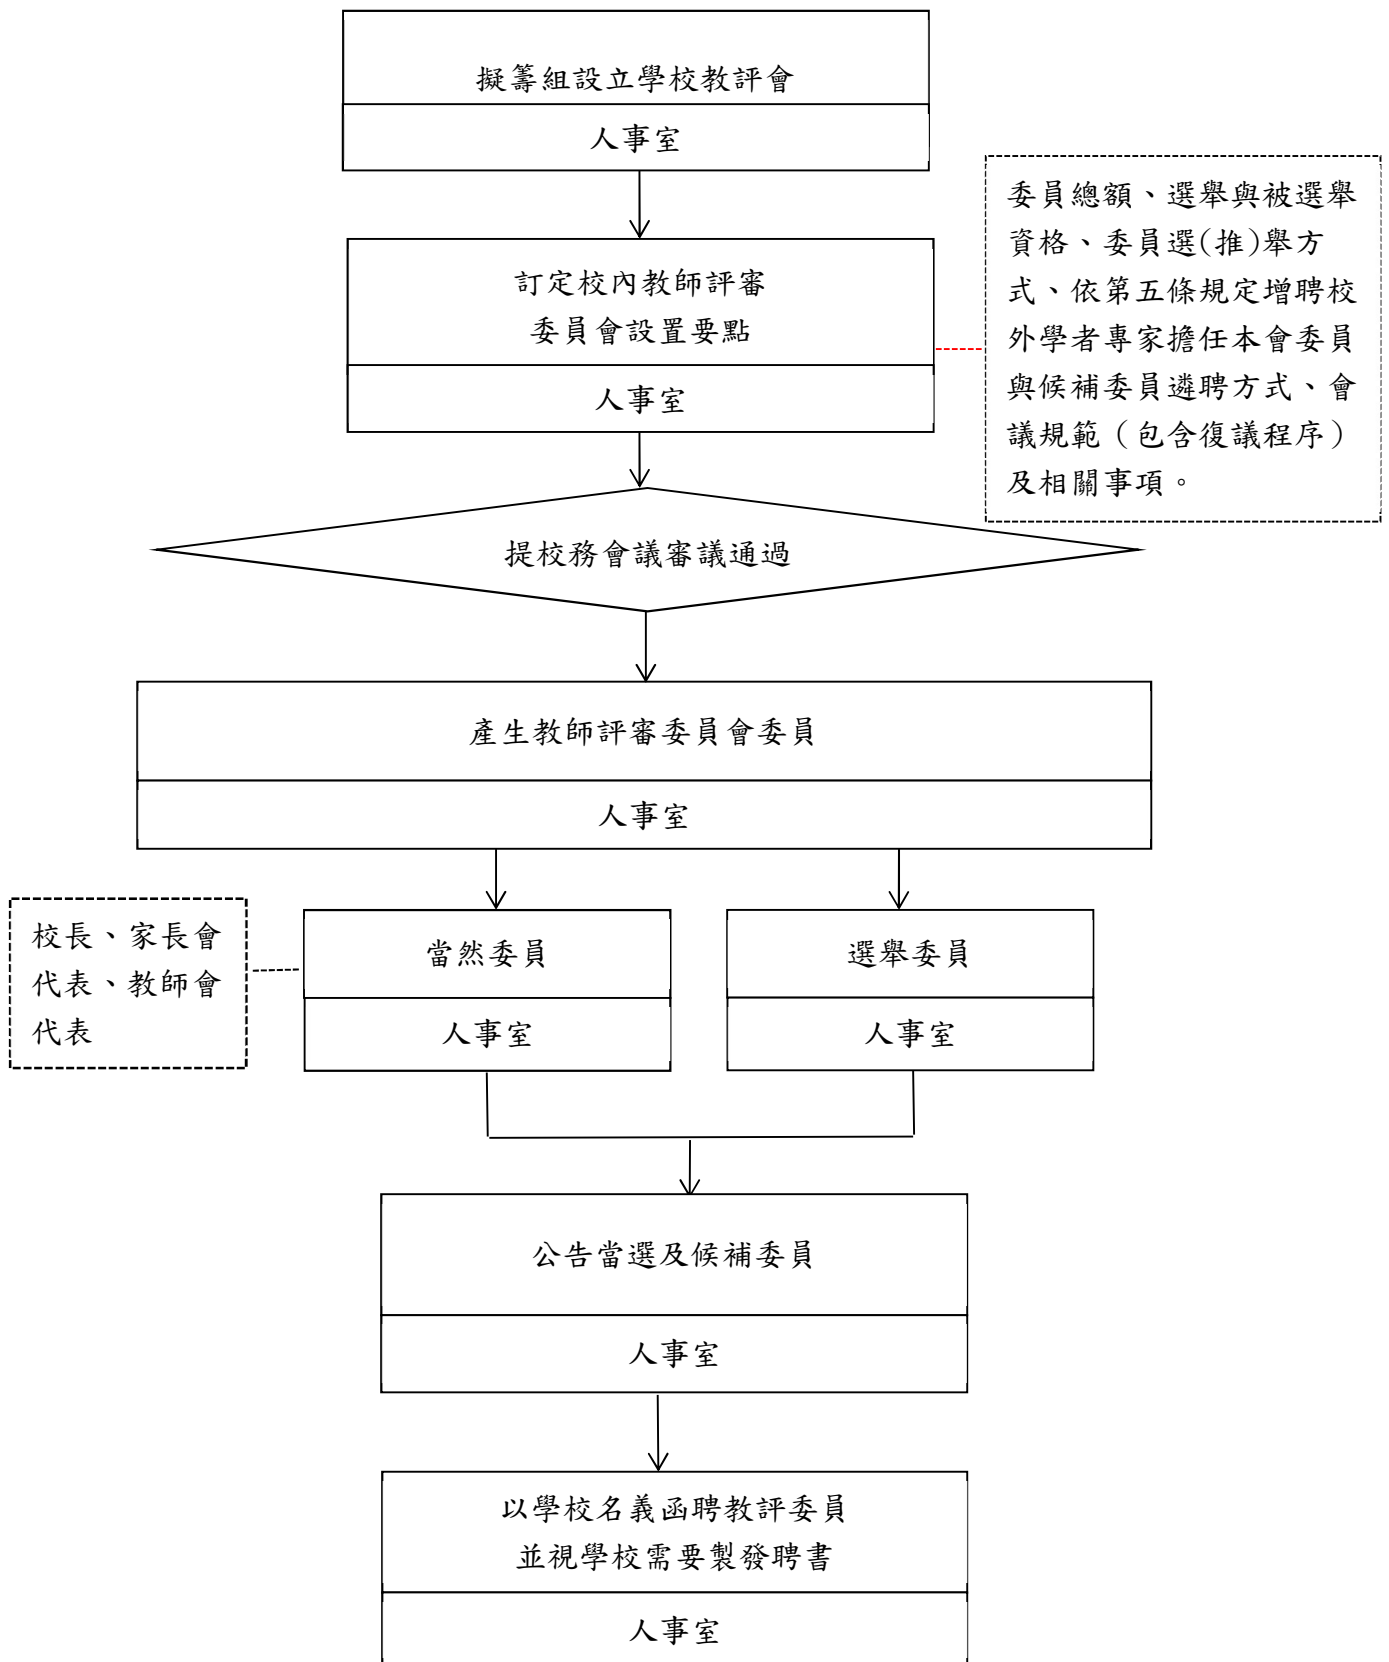 擬籌組設立學校教評會
人事室
委員總額、選舉與被選舉
資格、委員選(推)舉方
式、依第五條規定增聘校
外學者專家擔任本會委員
與候補委員遴聘方式、會
議規範（包含復議程序）
及相關事項。
訂定校內教師評審
委員會設置要點
人事室
提校務會議審議通過
產生教師評審委員會委員
人事室
校長、家長會
代表、教師會
代表
當然委員
人事室
選舉委員
人事室
公告當選及候補委員
人事室
以學校名義函聘教評委員
並視學校需要製發聘書
人事室